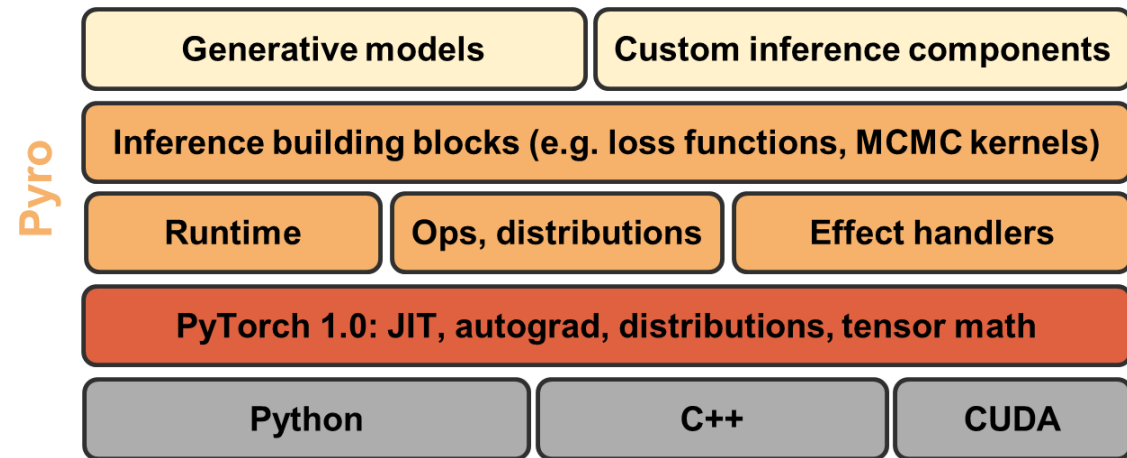 Generative models
Custom inference components
Pyro
Inference building blocks (e.g. loss functions, MCMC kernels)
Runtime
Ops, distributions
Effect handlers
PyTorch 1.0: JIT, autograd, distributions, tensor math
Python
C++
CUDA